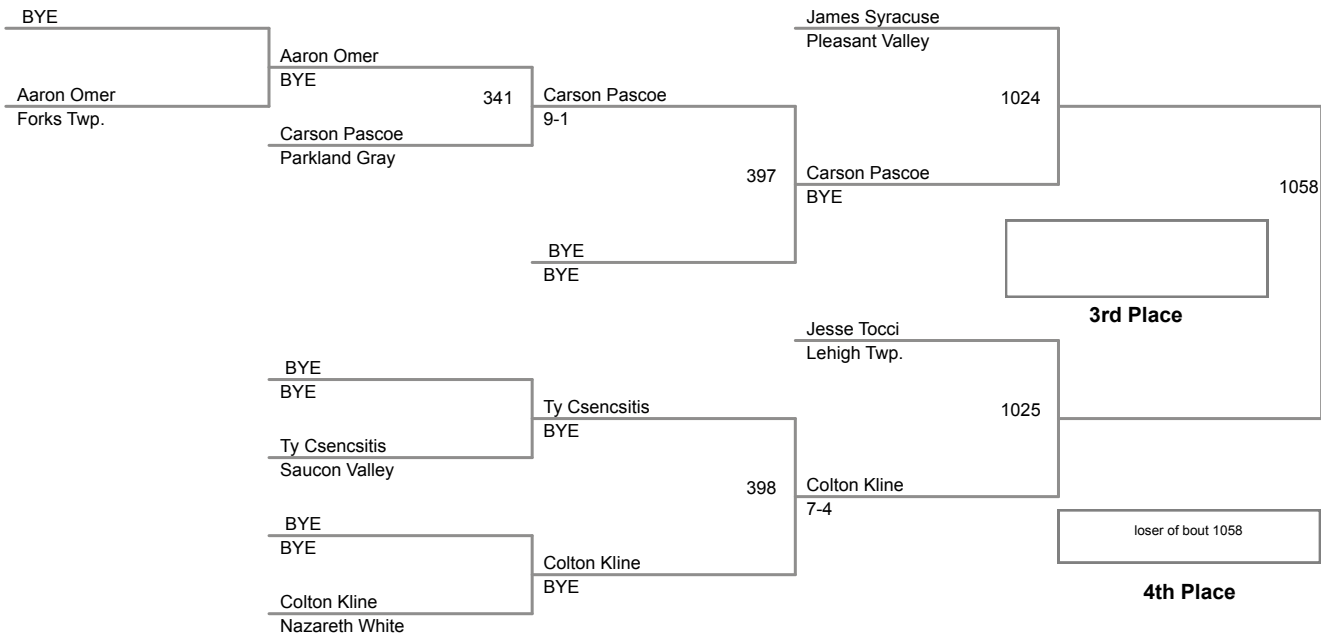 BYE
James Syracuse
Pleasant Valley
Aaron Omer
BYE
Aaron Omer
Forks Twp.
341
Carson Pascoe
9-1
1024
Carson Pascoe
Parkland Gray
397
Carson Pascoe
BYE
1058
BYE
BYE
3rd Place
Jesse Tocci
Lehigh Twp.
BYE
BYE
Ty Csencsitis
BYE
1025
Ty Csencsitis
Saucon Valley
398
Colton Kline
7-4
BYE
BYE
loser of bout 1058
Colton Kline
BYE
4th Place
Colton Kline
Nazareth White